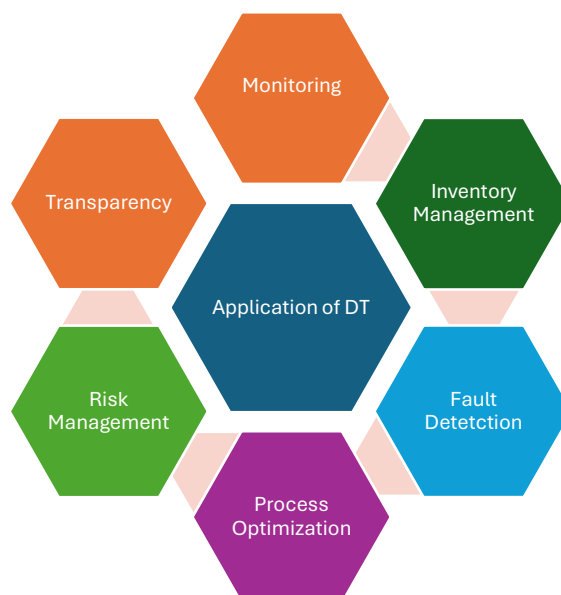 Monitoring
Transparency
Inventory
Management
Application of DT
Risk
Management
Fault
Detetction
Process
Optimization